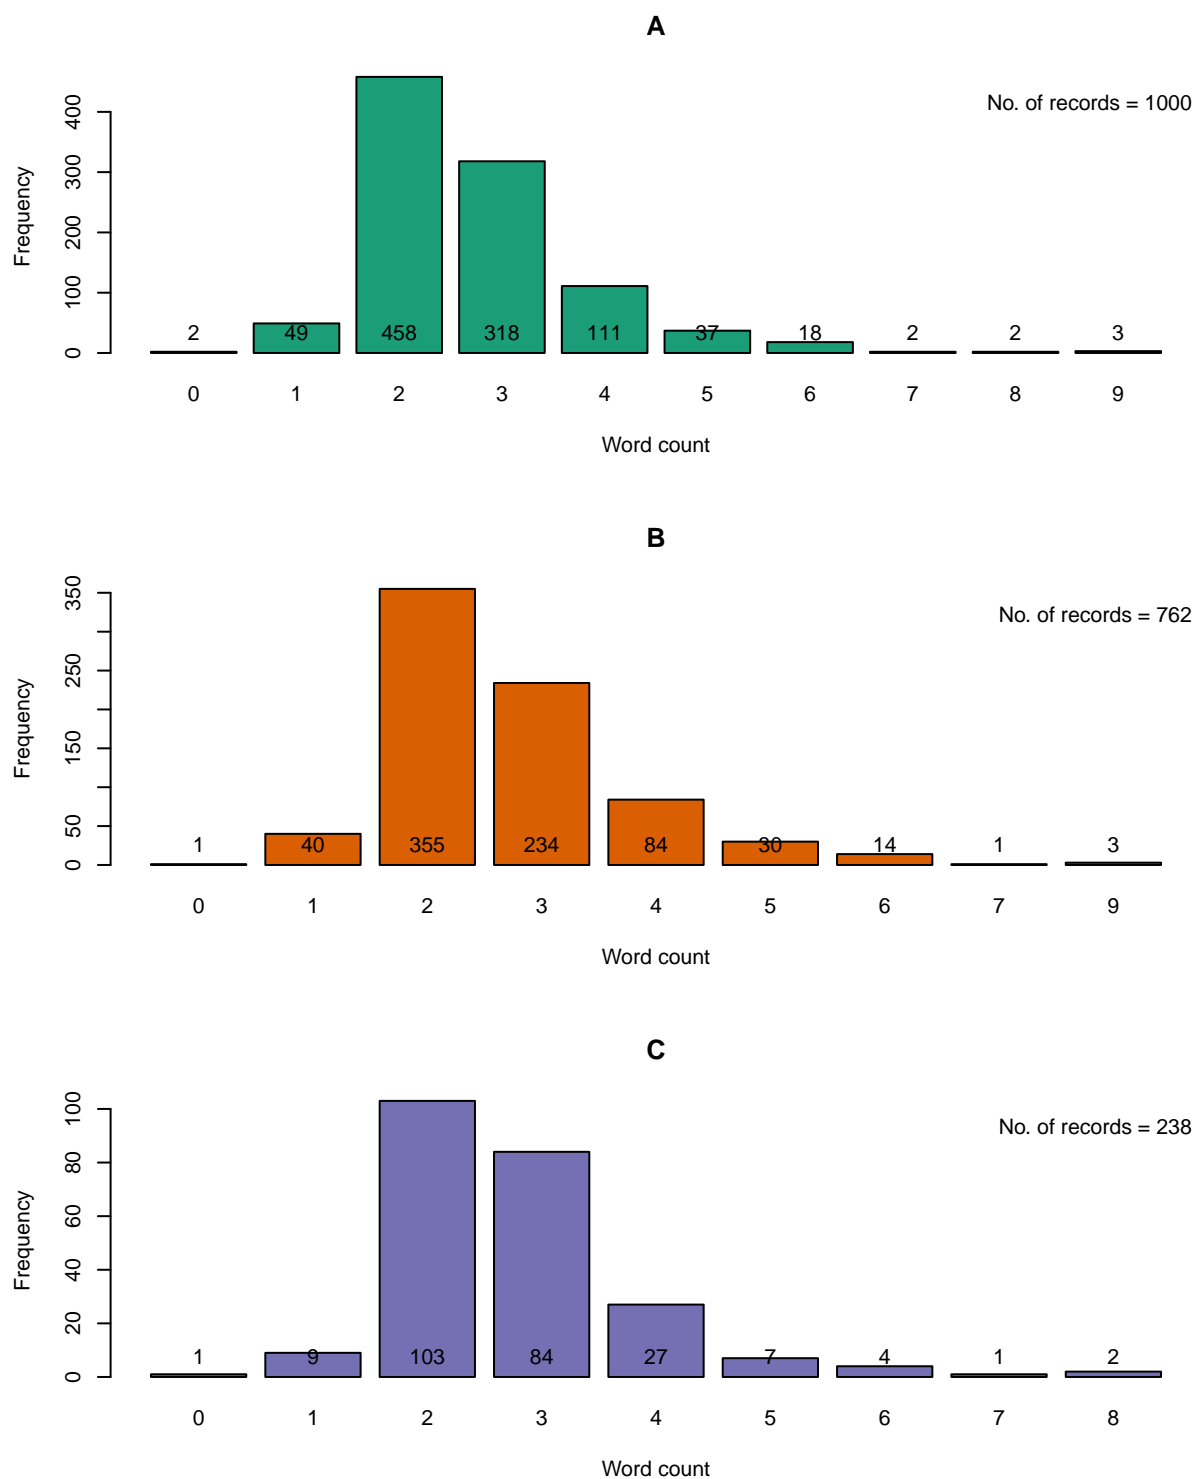 A
No. of records = 1000
Frequency
400
300
200
100
0
2 49 458 318 111 37 18 2 2 3
0 1 2 3 4 5 6 7 8 9
Word count
B
No. of records = 762
Frequency
350
250
150
50
0
1 40 355 234 84 30 14 1 3
0 1 2 3 4 5 6 7 9
Word count
C
No. of records = 238
Frequency
100
80
60
40
20
0
1 9 103 84 27 7 4 1 2
0 1 2 3 4 5 6 7 8
Word count